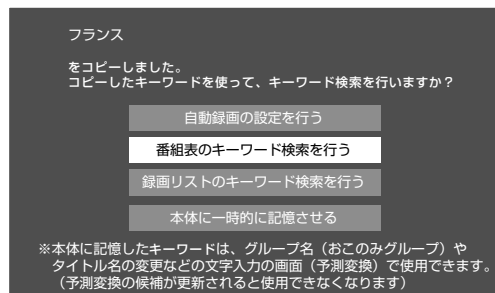 フランス
をコピーしました。
コピーしたキーワードを使って、キーワード検索を行いますか？
自動録画の設定を行う
番組表のキーワード検索を行う
録画リストのキーワード検索を行う
本体に一時的に記憶させる
※本体に記憶したキーワードは、グループ名（おこのみグループ）や
タイトル名の変更などの文字入力の画面（予測変換）で使用できます。
（予測変換の候補が更新されると使用できなくなります）